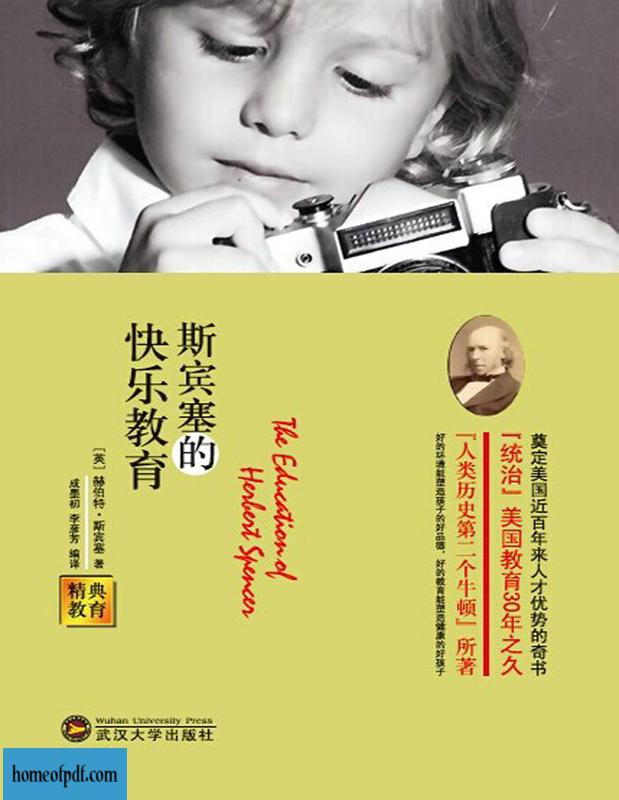 斯宾塞的
快乐教育
The Education of
Herbert Spencer
[英] 赫伯特·斯宾塞 著
成墨初 李彦芳 编译
精典
教育
奠定美国近百年来人才优势的奇书
『统治』美国教育30年之久
『人类历史第二个牛顿』所著
好的环境能塑造孩子的好品德,好的教育能塑造健康的好孩子
Wuhan University Press
武汉大学出版社
homeofpdf.com